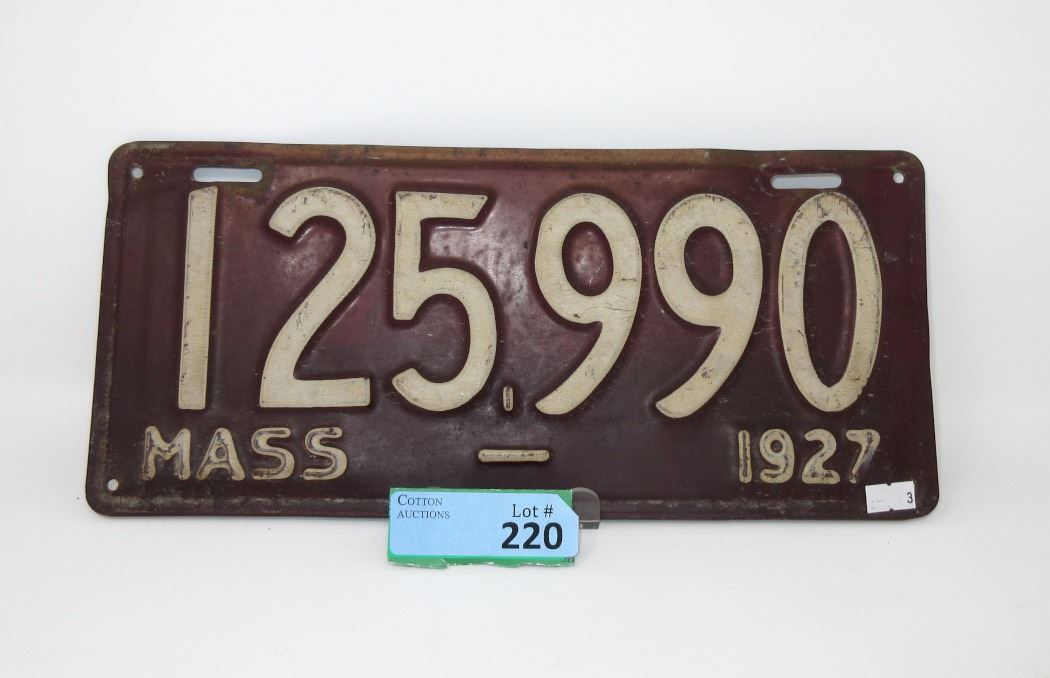 125,990
MASS — 1927
3
COTTON
AUCTIONS
Lot #
220